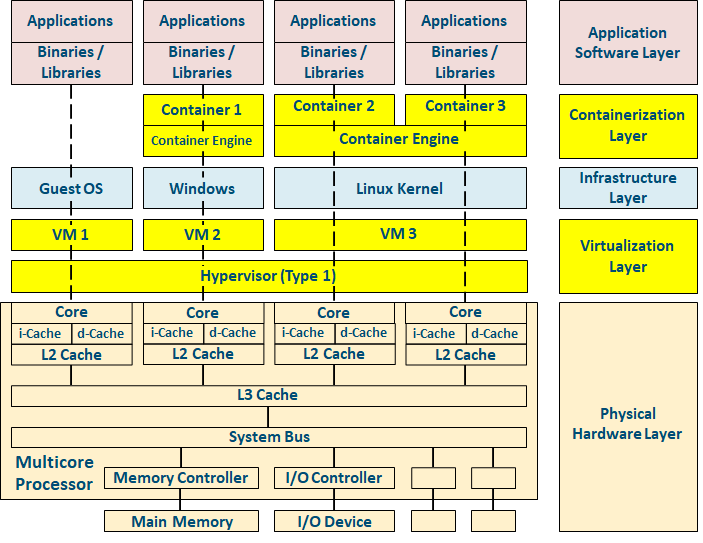 Applications Applications Applications Applications
Binaries / Binaries / Binaries / Binaries /
Libraries Libraries Libraries Libraries
Application
Software Layer
Container 1 Container 2 Container 3
Container Engine Container Engine
Containerization
Layer
Guest OS Windows Linux Kernel
Infrastructure
Layer
VM 1 VM 2 VM 3
Hypervisor (Type 1)
Virtualization
Layer
Core Core Core Core
i-Cache d-Cache i-Cache d-Cache i-Cache d-Cache i-Cache d-Cache
L2 Cache L2 Cache L2 Cache L2 Cache
L3 Cache
System Bus
Multicore
Processor
Memory Controller I/O Controller
Main Memory I/O Device
Physical
Hardware Layer